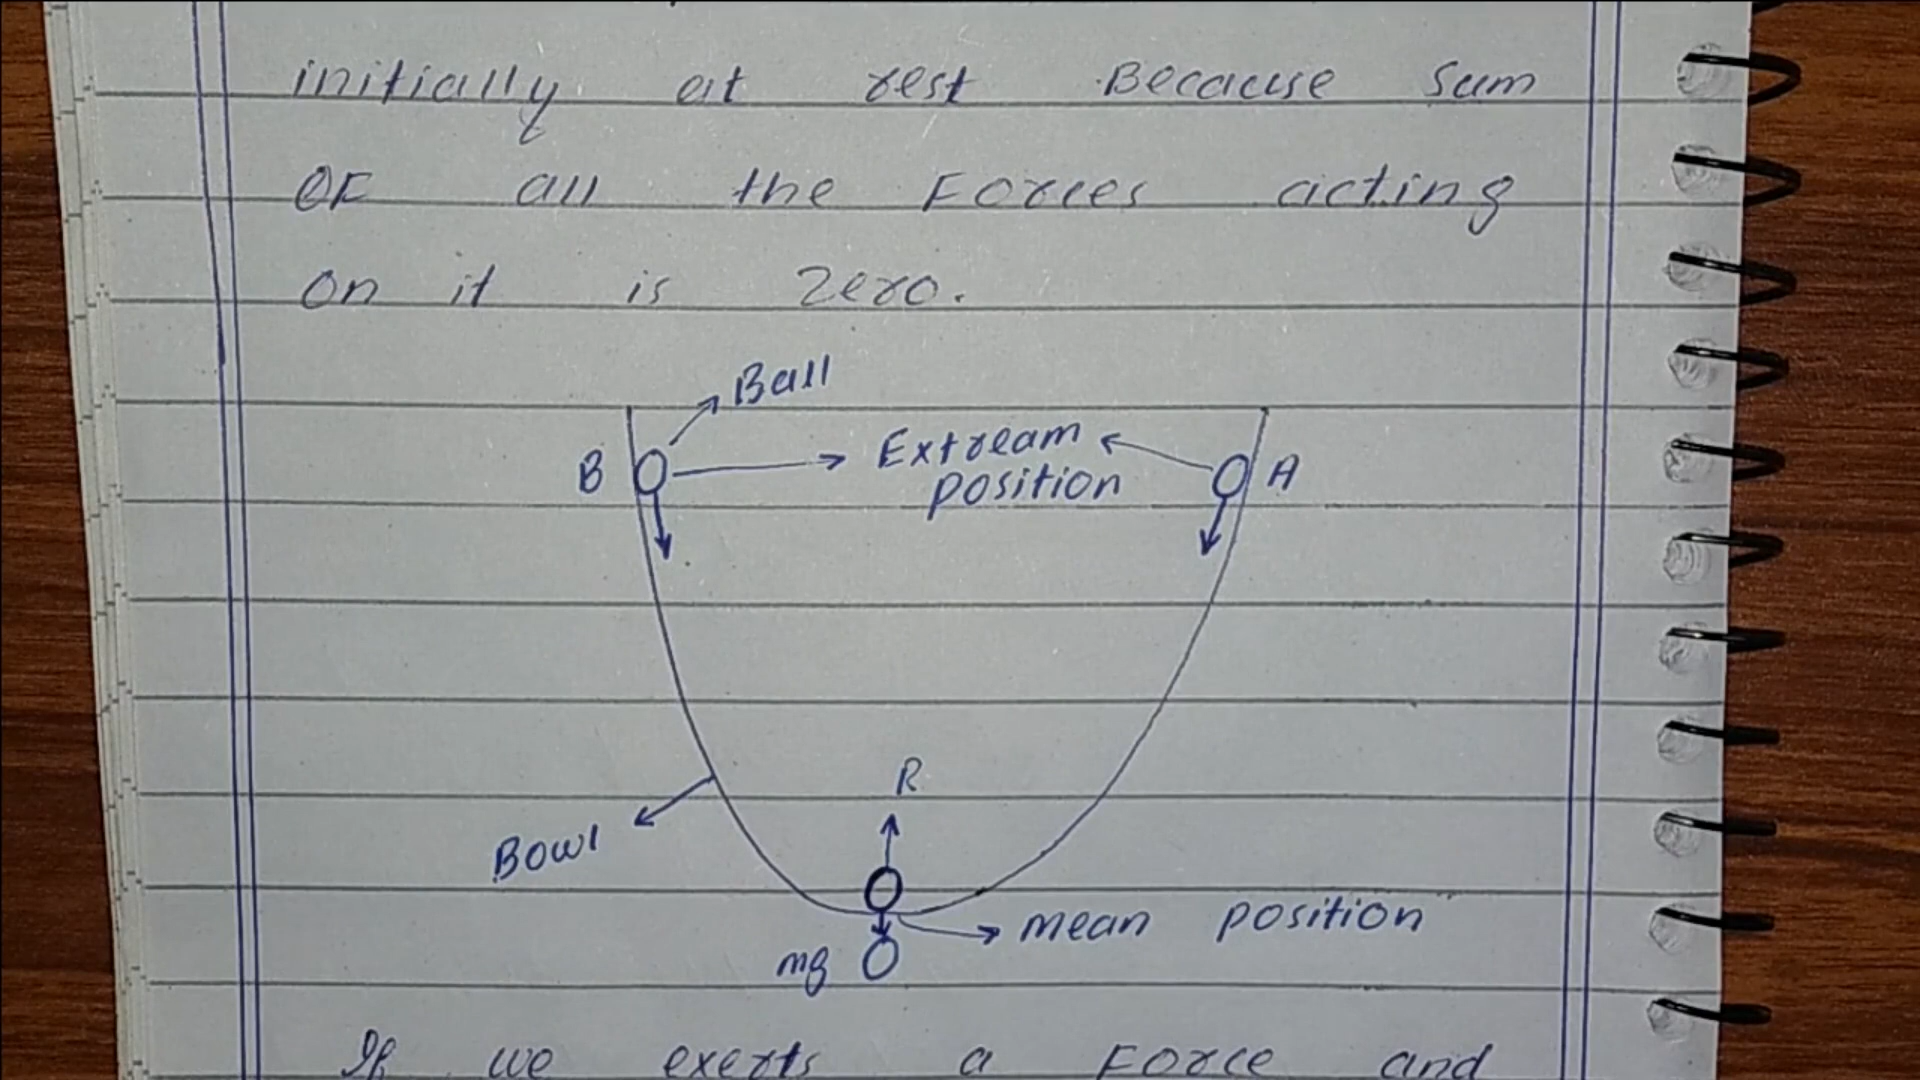 initially at rest Because sum
OF all the Forces acting
on it is Zero.
Ball
B
Extream
position
A
R
Bowl
O
mean position
mg
If we exerts a Force and